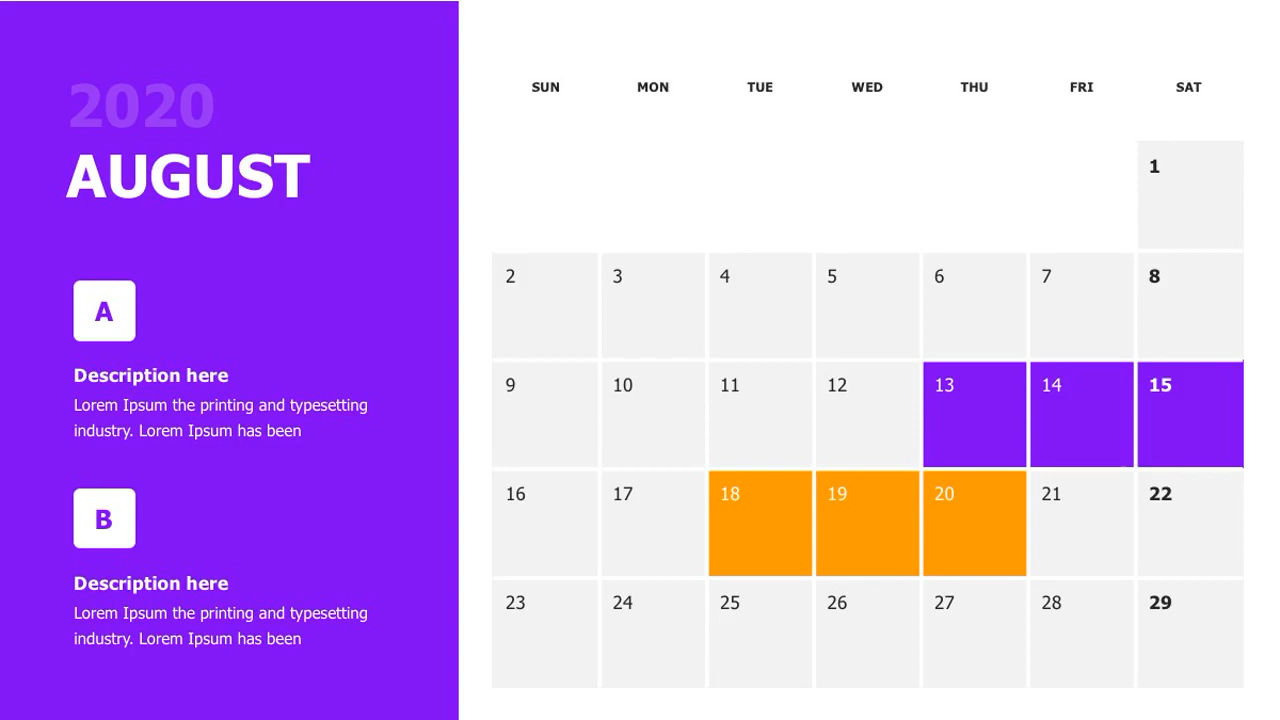 2020
AUGUST
A
Description here
Lorem Ipsum the printing and typesetting
industry. Lorem Ipsum has been
B
Description here
Lorem Ipsum the printing and typesetting
industry. Lorem Ipsum has been
SUN MON TUE WED THU FRI SAT
1
2 3 4 5 6 7 8
9 10 11 12 13 14 15
16 17 18 19 20 21 22
23 24 25 26 27 28 29